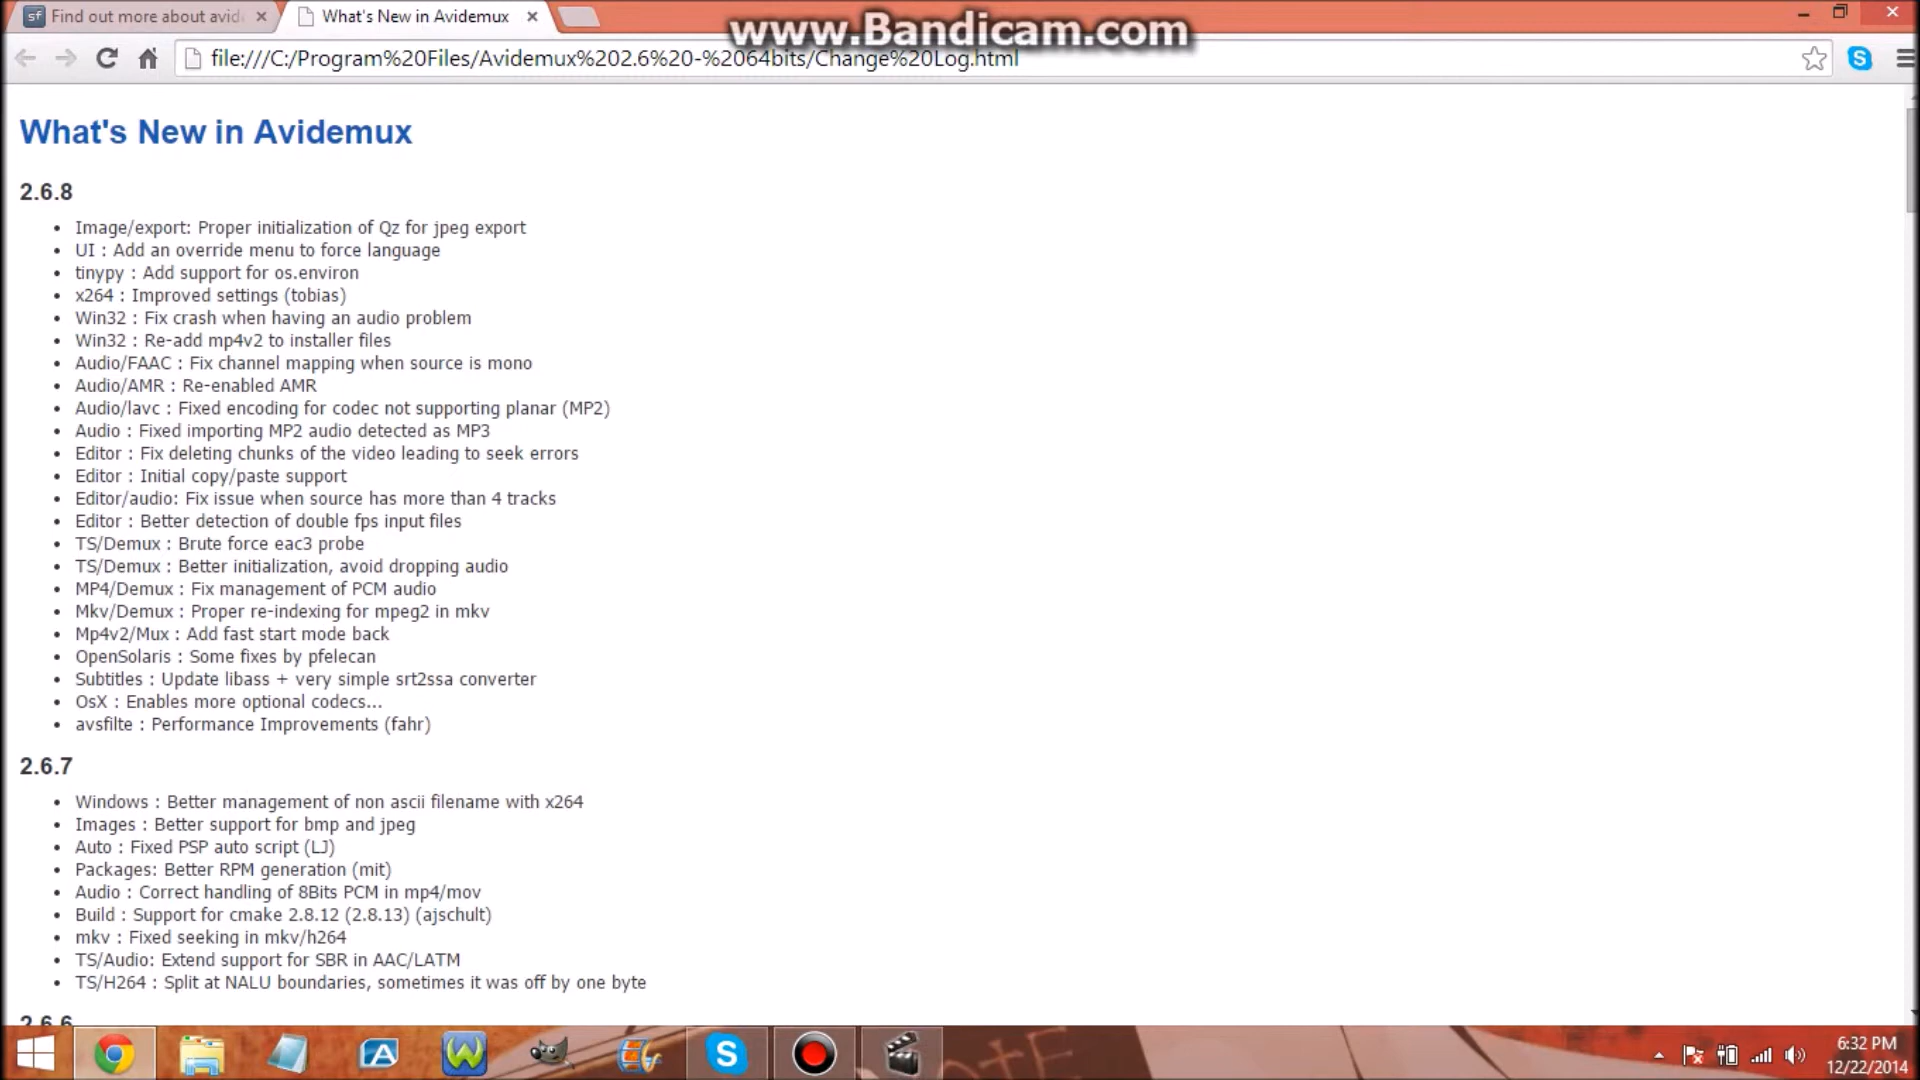 Find out more about avid
What's New in Avidemux
www.Bandicam.com
file:///C:/Program%20Files/Avidemux%202.6%20-%2064bits/Change%20Log.html
What's New in Avidemux
2.6.8
Image/export: Proper initialization of Qz for jpeg export
UI : Add an override menu to force language
tinypy : Add support for os.environ
x264 : Improved settings (tobias)
Win32 : Fix crash when having an audio problem
Win32 : Re-add mp4v2 to installer files
Audio/FAAC : Fix channel mapping when source is mono
Audio/AMR : Re-enabled AMR
Audio/lavc : Fixed encoding for codec not supporting planar (MP2)
Audio : Fixed importing MP2 audio detected as MP3
Editor : Fix deleting chunks of the video leading to seek errors
Editor : Initial copy/paste support
Editor/audio: Fix issue when source has more than 4 tracks
Editor : Better detection of double fps input files
TS/Demux : Brute force eac3 probe
TS/Demux : Better initialization, avoid dropping audio
MP4/Demux : Fix management of PCM audio
Mkv/Demux : Proper re-indexing for mpeg2 in mkv
Mp4v2/Mux : Add fast start mode back
OpenSolaris : Some fixes by pfelecan
Subtitles : Update libass + very simple srt2ssa converter
OsX : Enables more optional codecs...
avsfilte : Performance Improvements (fahr)
2.6.7
Windows : Better management of non ascii filename with x264
Images : Better support for bmp and jpeg
Auto : Fixed PSP auto script (LJ)
Packages: Better RPM generation (mit)
Audio : Correct handling of 8Bits PCM in mp4/mov
Build : Support for cmake 2.8.12 (2.8.13) (ajschult)
mkv : Fixed seeking in mkv/h264
TS/Audio: Extend support for SBR in AAC/LATM
TS/H264 : Split at NALU boundaries, sometimes it was off by one byte
2.6.6
6:32 PM
12/22/2014